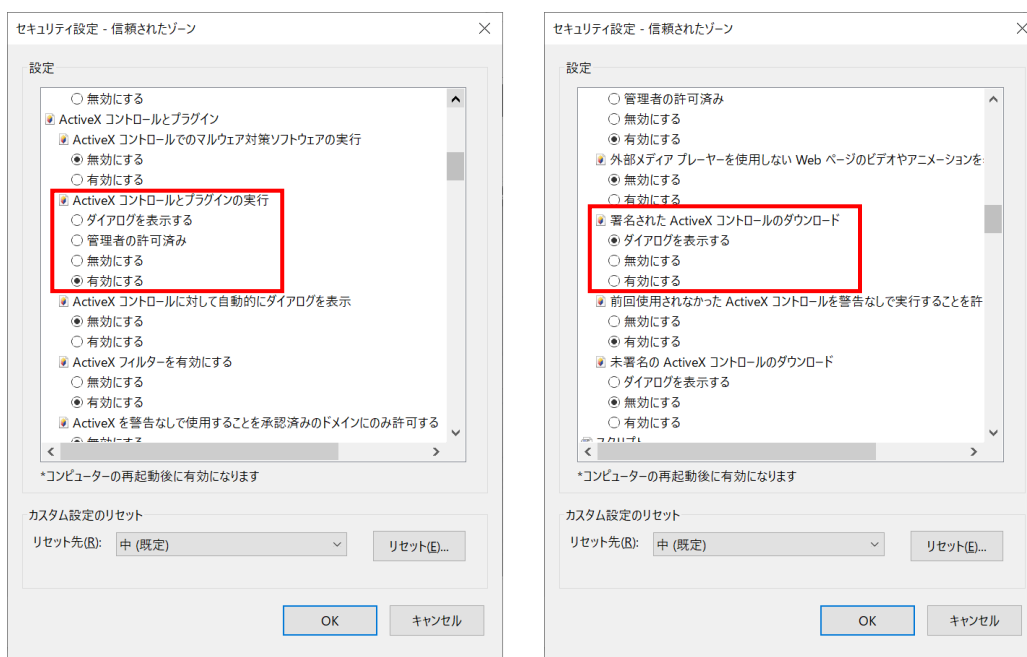 セキュリティ設定 - 信頼されたゾーン
設定
無効にする
ActiveX コントロールとプラグイン
ActiveX コントロールでのマルウェア対策ソフトウェアの実行
無効にする
有効にする
ActiveX コントロールとプラグインの実行
ダイアログを表示する
管理者の許可済み
無効にする
有効にする
ActiveX コントロールに対して自動的にダイアログを表示
無効にする
有効にする
ActiveX フィルターを有効にする
無効にする
有効にする
ActiveX を警告なしで使用することを承認済みのドメインにのみ許可する
無効にする
*コンピューターの再起動後に有効になります
カスタム設定のリセット
リセット先(R): 中 (既定) リセット(E)...
OK キャンセル
セキュリティ設定 - 信頼されたゾーン
設定
管理者の許可済み
無効にする
有効にする
外部メディア プレーヤーを使用しない Web ページのビデオやアニメーションを
無効にする
有効にする
署名された ActiveX コントロールのダウンロード
ダイアログを表示する
無効にする
有効にする
前回使用されなかった ActiveX コントロールを警告なしで実行することを許
無効にする
有効にする
未署名の ActiveX コントロールのダウンロード
ダイアログを表示する
無効にする
有効にする
スクリプト
*コンピューターの再起動後に有効になります
カスタム設定のリセット
リセット先(R): 中 (既定) リセット(E)...
OK キャンセル